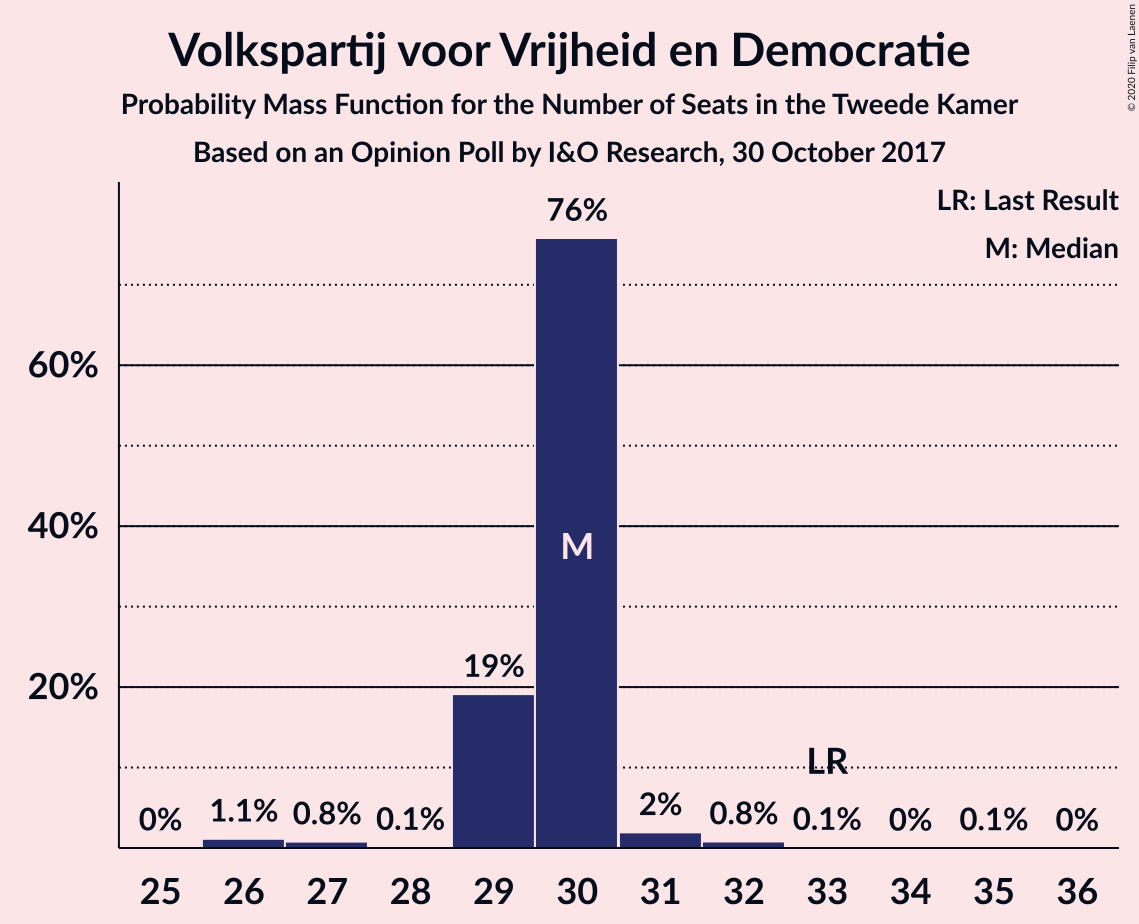 Volkspartij voor Vrijheid en Democratie
Probability Mass Function for the Number of Seats in the Tweede Kamer
Based on an Opinion Poll by I&O Research, 30 October 2017
© 2020 Filip van Laenen
LR: Last Result
M: Median
76%
60%
40%
M
19%
20%
LR
0%
1.1%
0.8%
0.1%
2%
0.8%
0.1%
0%
0.1%
0%
25 26 27 28 29 30 31 32 33 34 35 36